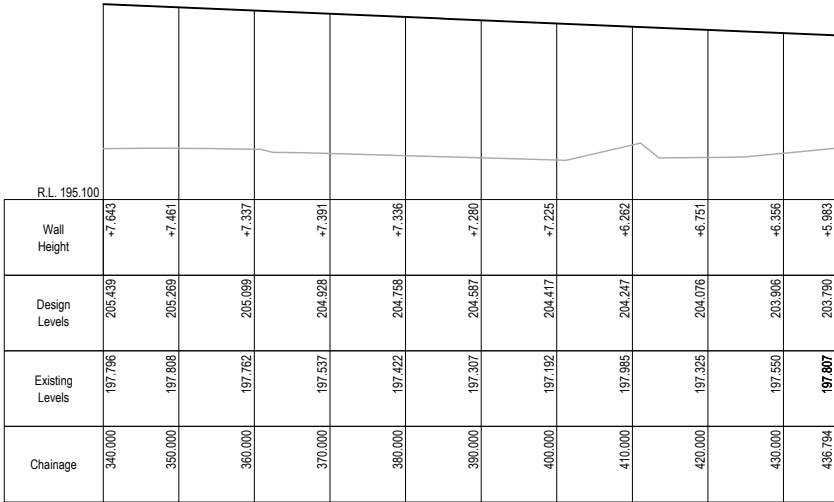 R.L. 195.100
Wall
Height
+7.643 +7.461 +7.337 +7.391 +7.336 +7.280 +7.225 +6.262 +6.751 +6.356 +5.983
Design
Levels
205.439 205.269 205.099 204.928 204.758 204.587 204.417 204.247 204.076 203.906 203.790
Existing
Levels
197.796 197.808 197.762 197.537 197.422 197.307 197.192 197.985 197.325 197.550 197.807
Chainage
340.000 350.000 360.000 370.000 380.000 390.000 400.000 410.000 420.000 430.000 436.794